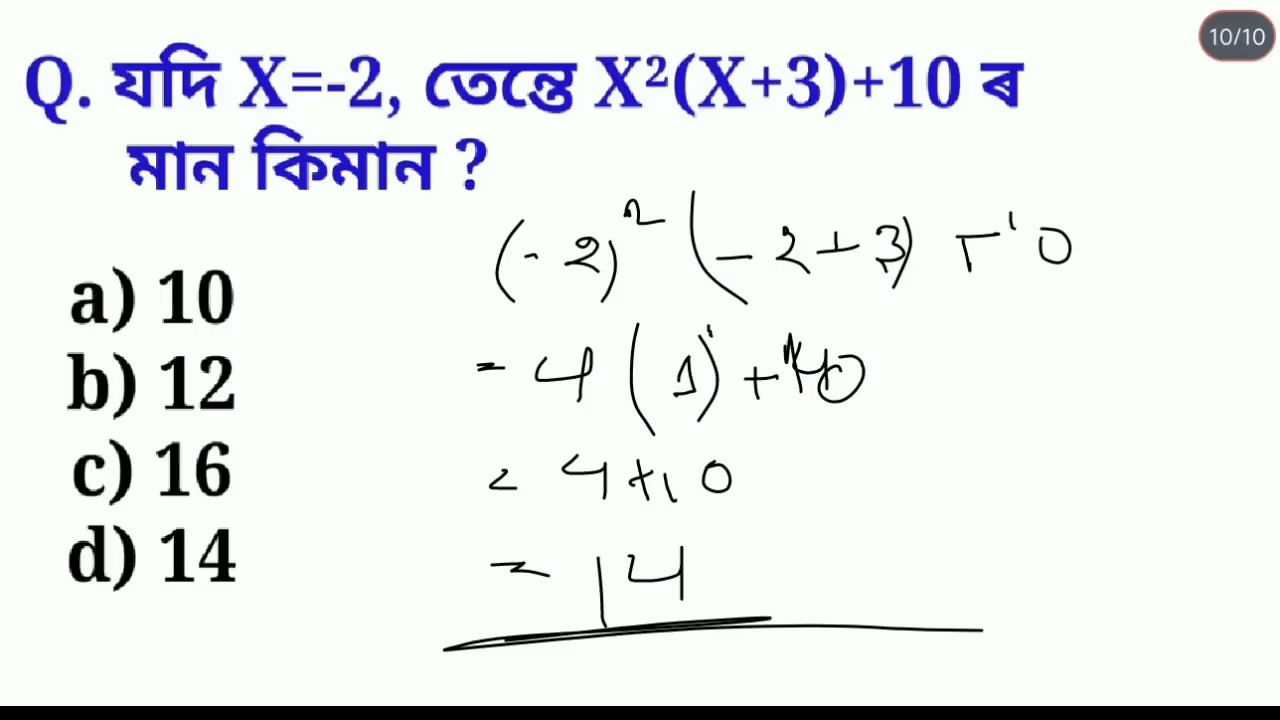 10/10
Q. যদি X=-2, তেন্তে X²(X+3)+10 ৰ
মান কিমান ?
(-2)² (-2+3) + 10
a) 10
= 4 (1) + 10
b) 12
= 4+10
c) 16
= 14
d) 14